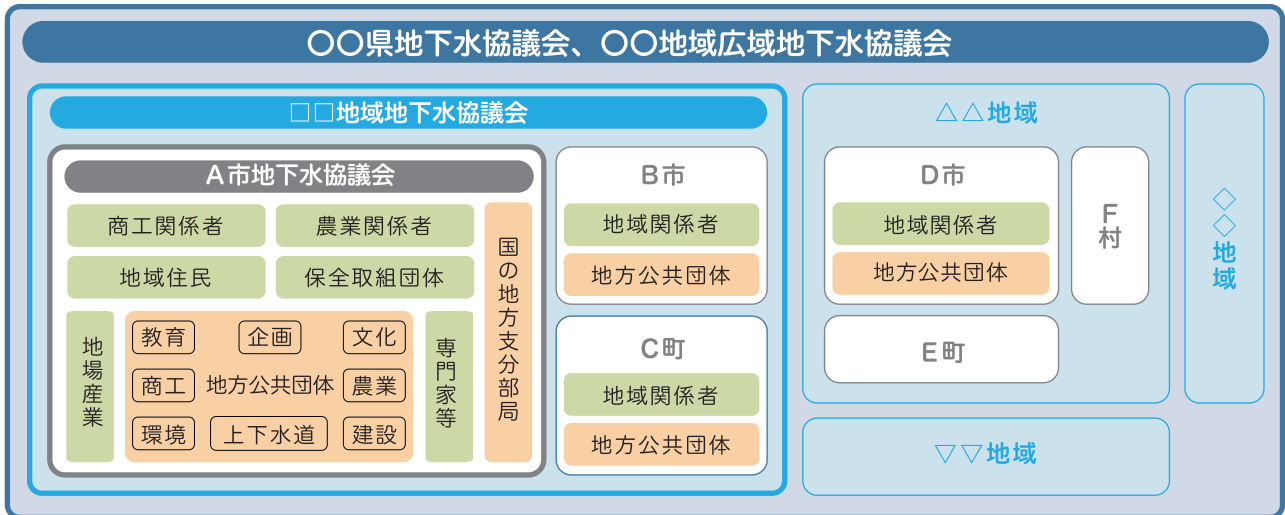 〇〇県地下水協議会、〇〇地域広域地下水協議会
□□地域地下水協議会
A市地下水協議会
商工関係者
農業関係者
地域住民
保全取組団体
地場産業
教育
企画
文化
商工
地方公共団体
農業
環境
上下水道
建設
専門家等
国の地方支分部局
B市
地域関係者
地方公共団体
C町
地域関係者
地方公共団体
△△地域
D市
地域関係者
地方公共団体
F村
E町
▽▽地域
◇◇地域